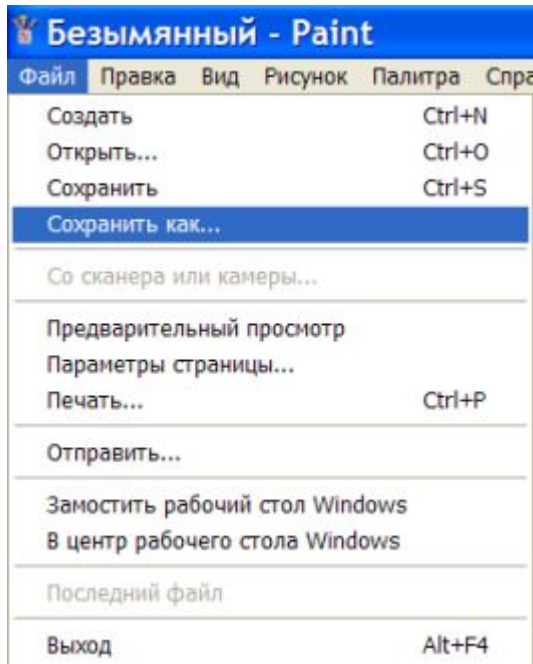 Безымянный - Paint
Файл Правка Вид Рисунок Палитра Спра
Создать Ctrl+N
Открыть... Ctrl+O
Сохранить Ctrl+S
Сохранить как...
Со сканера или камеры...
Предварительный просмотр
Параметры страницы...
Печать... Ctrl+P
Отправить...
Замостить рабочий стол Windows
В центр рабочего стола Windows
Последний файл
Выход Alt+F4